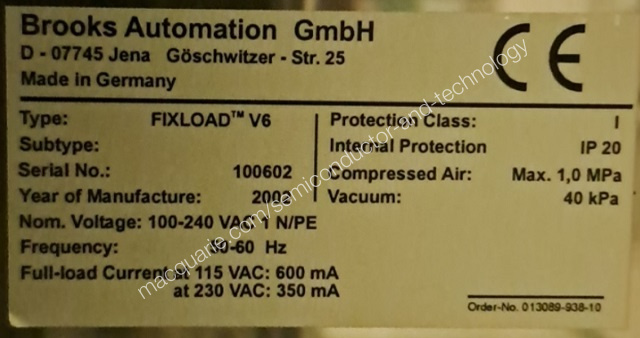 Brooks Automation GmbH
D - 07745 Jena Göschwitzer - Str. 25
Made in Germany
CE
Type: FIXLOAD™ V6
Subtype:
Serial No.: 100602
Year of Manufacture:
Nom. Voltage: 100-240 VAC 1 N/PE
Frequency: Hz
Full-load Current at 115 VAC: 600 mA
at 230 VAC: 350 mA
Protection Class: I
Internal Protection IP 20
Compressed Air: Max. 1,0 MPa
Vacuum: 40 kPa
Order-No. 013089-938-10
macquarie.com/semiconductor-and-technology